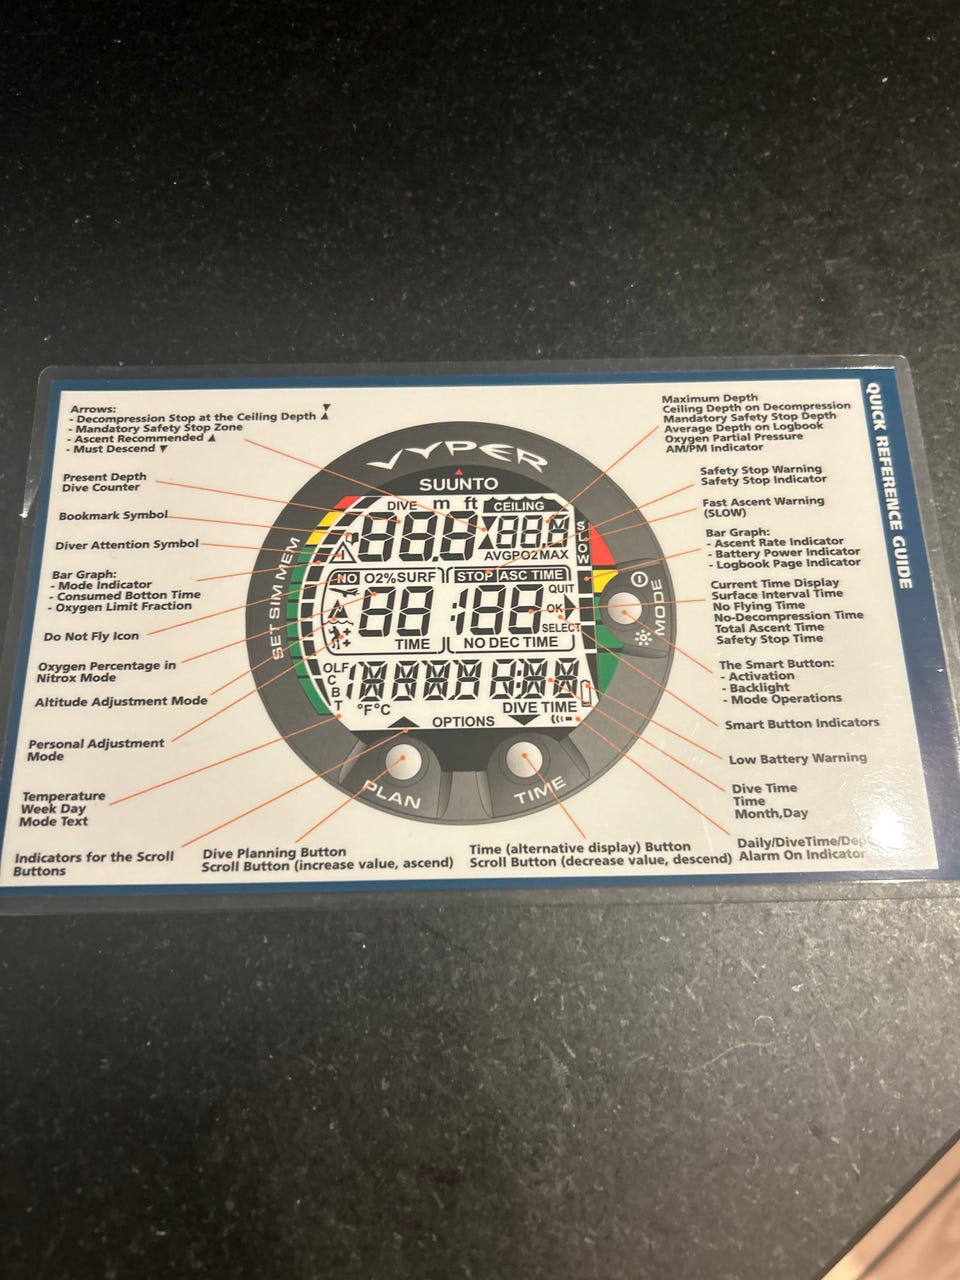 QUICK REFERENCE GUIDE
Arrows:
- Decompression Stop at the Ceiling Depth ▼▲
- Mandatory Safety Stop Zone
- Ascent Recommended ▲
- Must Descend ▼
Present Depth
Dive Counter
Bookmark Symbol
Diver Attention Symbol
Bar Graph:
- Mode Indicator
- Consumed Botton Time
- Oxygen Limit Fraction
Do Not Fly Icon
Oxygen Percentage in
Nitrox Mode
Altitude Adjustment Mode
Personal Adjustment
Mode
Temperature
Week Day
Mode Text
Indicators for the Scroll
Buttons
Dive Planning Button
Scroll Button (increase value, ascend)
Time (alternative display) Button
Scroll Button (decrease value, descend)
VYPER
SUUNTO
SET SIM MEM
DIVE m ft CEILING
888 88.8
AVGPO2MAX
SLOW
NO O2%SURF STOP ASC TIME
QUIT
88 188
OK
SELECT
TIME NO DEC TIME
OLF
C
B
T
°F°C
DIVE TIME
OPTIONS
PLAN
TIME
MODE
Maximum Depth
Ceiling Depth on Decompression
Mandatory Safety Stop Depth
Average Depth on Logbook
Oxygen Partial Pressure
AM/PM Indicator
Safety Stop Warning
Safety Stop Indicator
Fast Ascent Warning
(SLOW)
Bar Graph:
- Ascent Rate Indicator
- Battery Power Indicator
- Logbook Page Indicator
Current Time Display
Surface Interval Time
No Flying Time
No-Decompression Time
Total Ascent Time
Safety Stop Time
The Smart Button:
- Activation
- Backlight
- Mode Operations
Smart Button Indicators
Low Battery Warning
Dive Time
Time
Month,Day
Daily/DiveTime/Dep
Alarm On Indicator